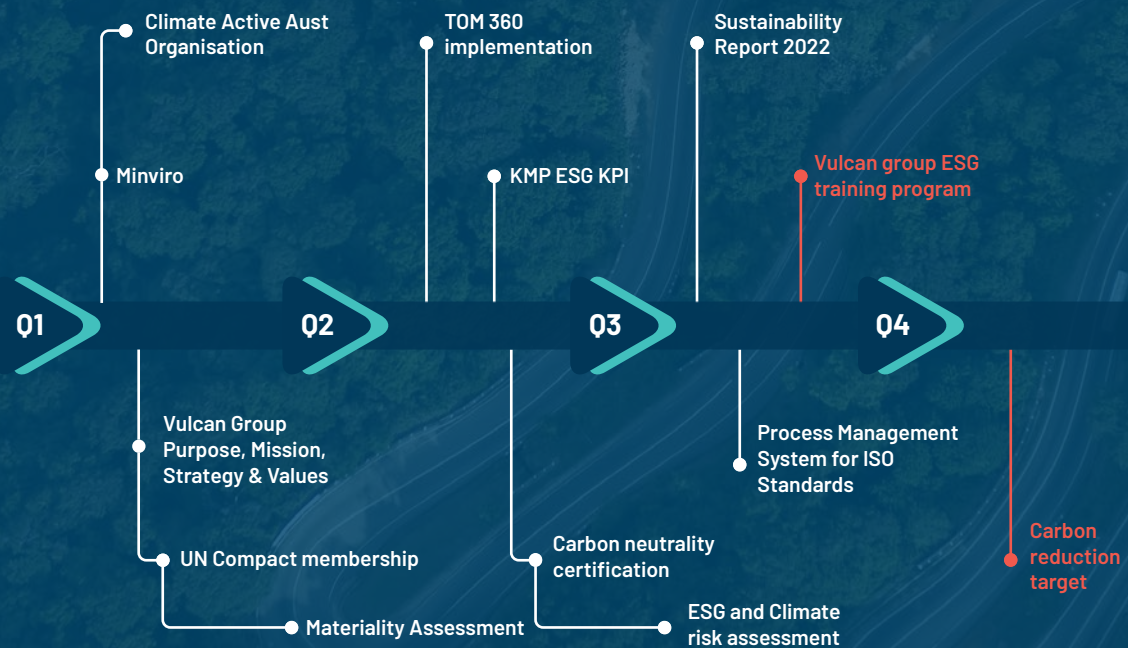 Climate Active Aust
Organisation
TOM 360
implementation
Sustainability
Report 2022
Minviro
KMP ESG KPI
Vulcan group ESG
training program
Q1
Q2
Q3
Q4
Vulcan Group
Purpose, Mission,
Strategy & Values
Process Management
System for ISO
Standards
UN Compact membership
Carbon neutrality
certification
Carbon
reduction
target
Materiality Assessment
ESG and Climate
risk assessment